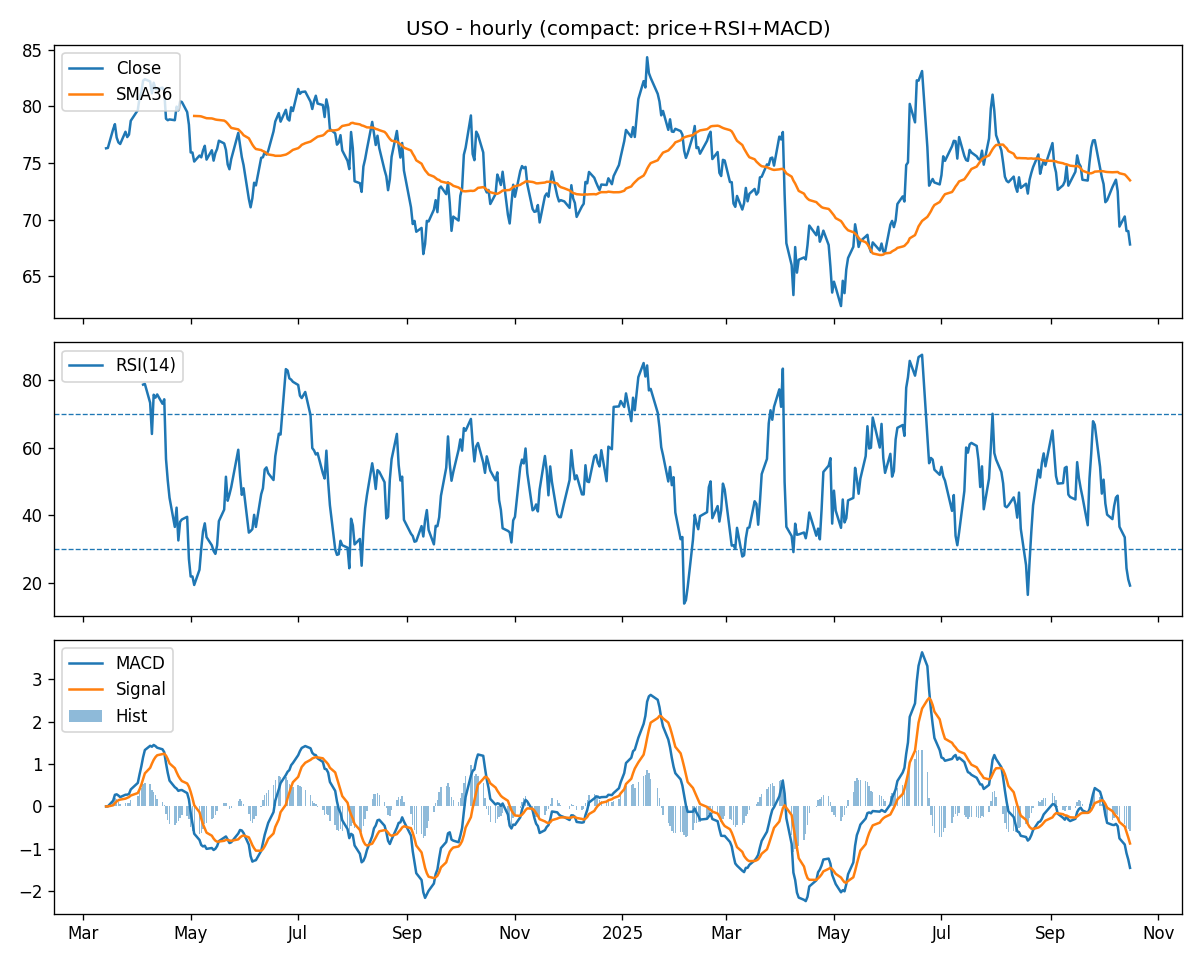 USO - hourly (compact: price+RSI+MACD)
85
80
75
70
65
Close
SMA36
80
60
40
20
RSI(14)
3
2
1
0
−1
−2
MACD
Signal
Hist
Mar May Jul Sep Nov 2025 Mar May Jul Sep Nov